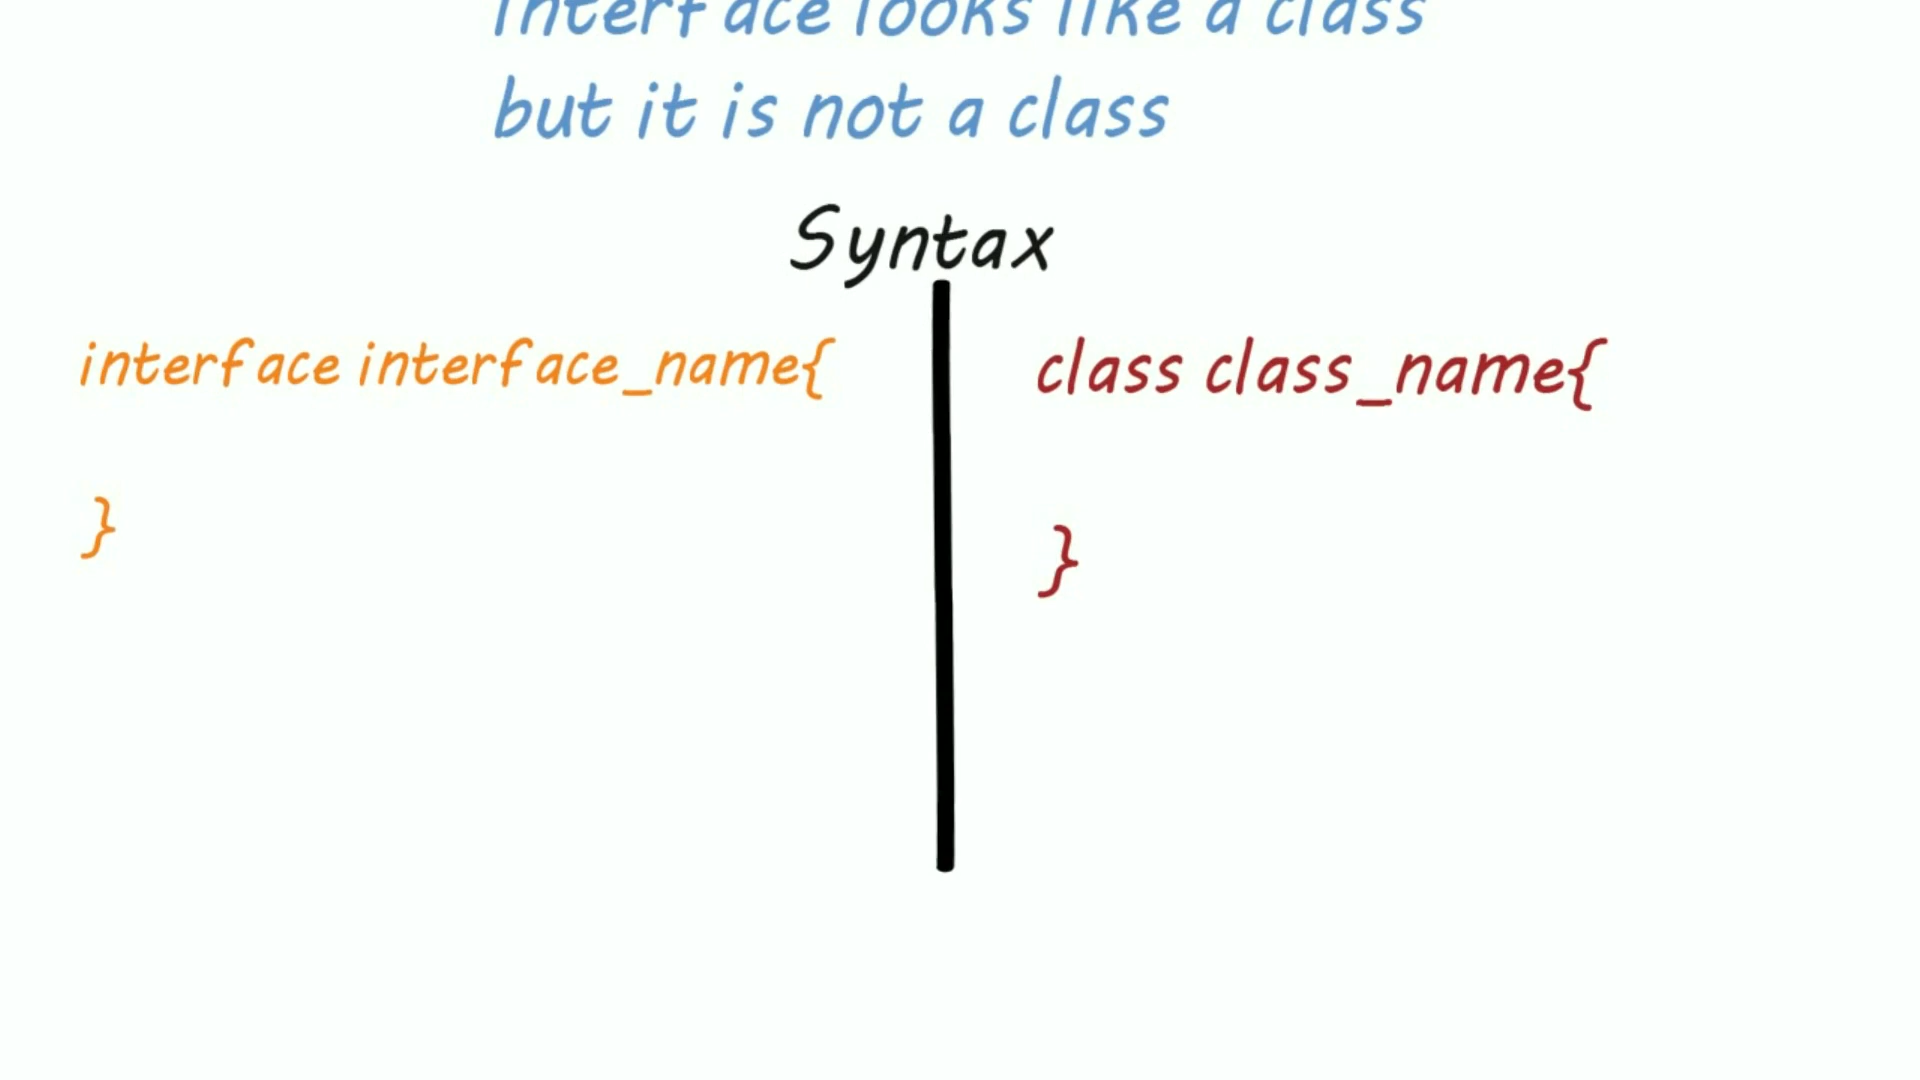 Interface looks like a class
but it is not a class
Syntax
interface interface_name{
}
class class_name{
}